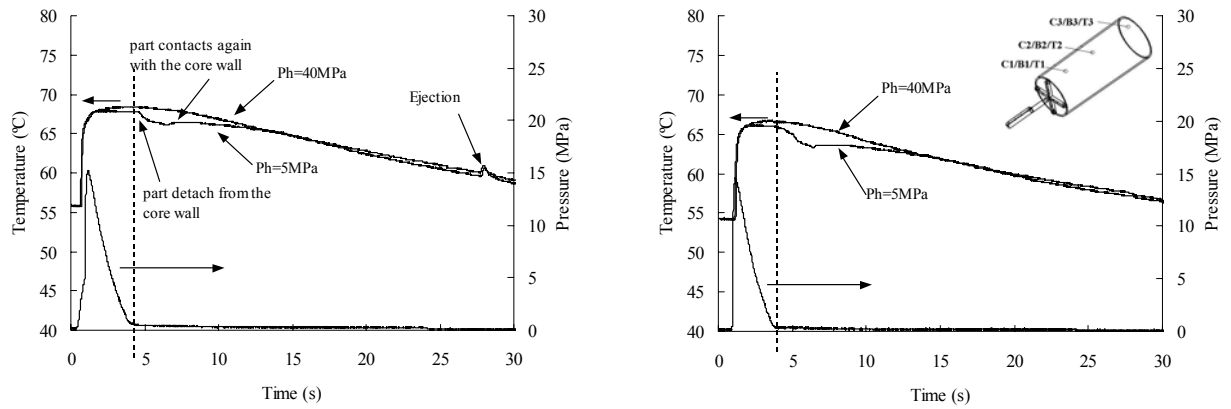 80
75
70
65
60
55
50
45
40
Temperature (ºC)
30
25
20
15
10
5
0
Pressure (MPa)
part contacts again
with the core wall
Ph=40MPa
Ejection
Ph=5MPa
part detach from the
core wall
0 5 10 15 20 25 30
Time (s)
80
75
70
65
60
55
50
45
40
Temperature (ºC)
30
25
20
15
10
5
0
Pressure (MPa)
C3/B3/T3
C2/B2/T2
C1/B1/T1
Ph=40MPa
Ph=5MPa
0 5 10 15 20 25 30
Time (s)